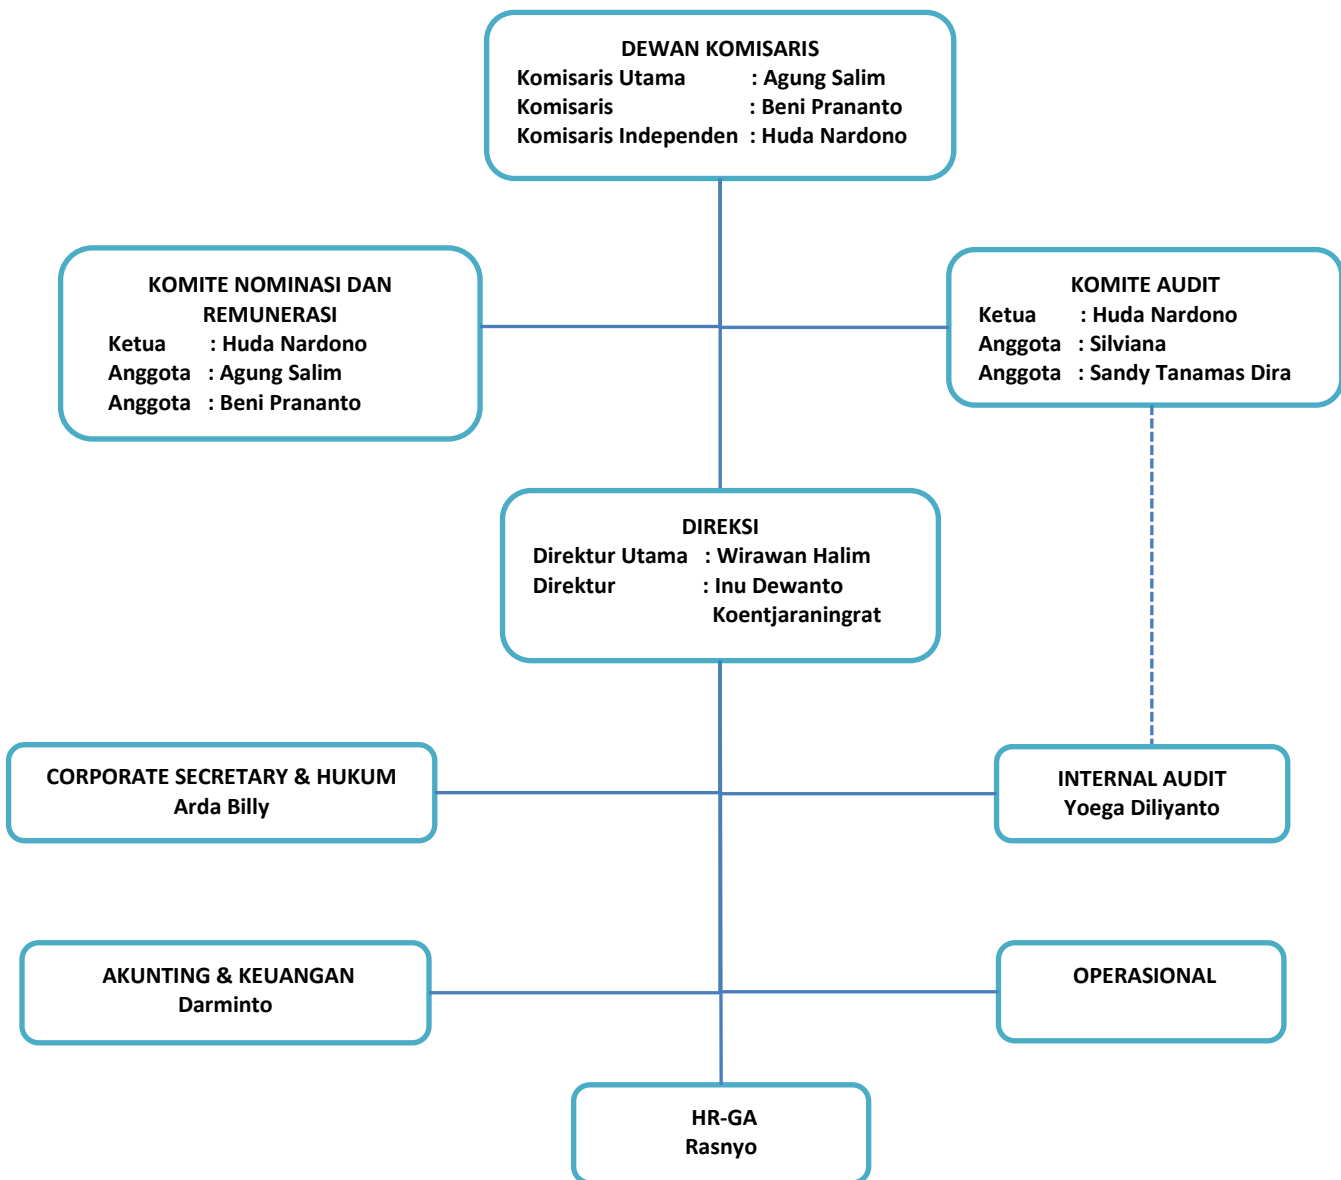 DEWAN KOMISARIS
Komisaris Utama : Agung Salim
Komisaris : Beni Prananto
Komisaris Independen : Huda Nardono
KOMITE NOMINASI DAN
REMUNERASI
Ketua : Huda Nardono
Anggota : Agung Salim
Anggota : Beni Prananto
KOMITE AUDIT
Ketua : Huda Nardono
Anggota : Silviana
Anggota : Sandy Tanamas Dira
DIREKSI
Direktur Utama : Wirawan Halim
Direktur : Inu Dewanto
Koentjaraningrat
CORPORATE SECRETARY & HUKUM
Arda Billy
INTERNAL AUDIT
Yoega Diliyanto
AKUNTING & KEUANGAN
Darminto
OPERASIONAL
HR-GA
Rasnyo